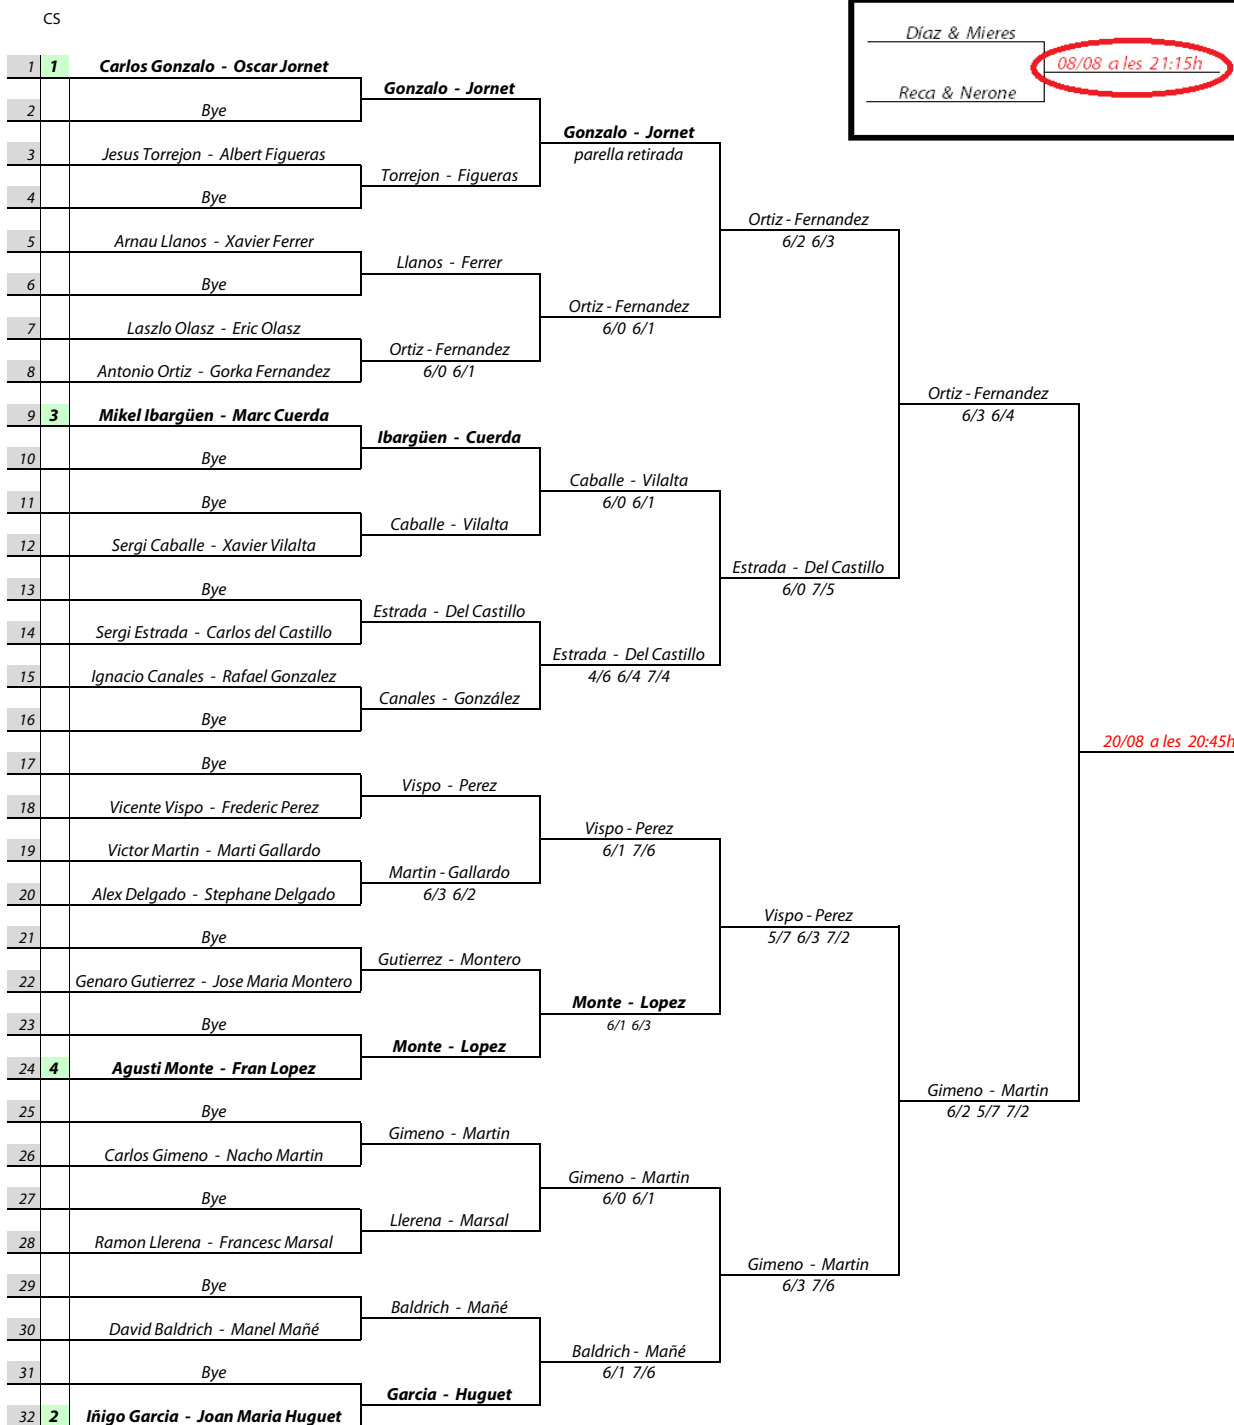 CS
Díaz & Mieres
08/08 a les 21:15h
Reca & Nerone
1 1 Carlos Gonzalo - Oscar Jornet
Gonzalo - Jornet
2 Bye
Gonzalo - Jornet
parella retirada
3 Jesus Torrejon - Albert Figueras
Torrejon - Figueras
4 Bye
Ortiz - Fernandez
6/2 6/3
5 Arnau Llanos - Xavier Ferrer
Llanos - Ferrer
6 Bye
Ortiz - Fernandez
6/0 6/1
7 Laszlo Olasz - Eric Olasz
Ortiz - Fernandez
6/0 6/1
8 Antonio Ortiz - Gorka Fernandez
Ortiz - Fernandez
6/3 6/4
9 3 Mikel Ibargüen - Marc Cuerda
Ibargüen - Cuerda
10 Bye
Caballe - Vilalta
6/0 6/1
11 Bye
Caballe - Vilalta
12 Sergi Caballe - Xavier Vilalta
Estrada - Del Castillo
6/0 7/5
13 Bye
Estrada - Del Castillo
14 Sergi Estrada - Carlos del Castillo
Estrada - Del Castillo
4/6 6/4 7/4
15 Ignacio Canales - Rafael Gonzalez
Canales - González
16 Bye
20/08 a les 20:45h
17 Bye
Vispo - Perez
18 Vicente Vispo - Frederic Perez
Vispo - Perez
6/1 7/6
19 Victor Martin - Marti Gallardo
Martin - Gallardo
6/3 6/2
20 Alex Delgado - Stephane Delgado
Vispo - Perez
5/7 6/3 7/2
21 Bye
Gutierrez - Montero
22 Genaro Gutierrez - Jose Maria Montero
Monte - Lopez
6/1 6/3
23 Bye
Monte - Lopez
24 4 Agusti Monte - Fran Lopez
Gimeno - Martin
6/2 5/7 7/2
25 Bye
Gimeno - Martin
26 Carlos Gimeno - Nacho Martin
Gimeno - Martin
6/0 6/1
27 Bye
Llerena - Marsal
28 Ramon Llerena - Francesc Marsal
Gimeno - Martin
6/3 7/6
29 Bye
Baldrich - Mañé
30 David Baldrich - Manel Mañé
Baldrich - Mañé
6/1 7/6
31 Bye
Garcia - Huguet
32 2 Iñigo Garcia - Joan Maria Huguet